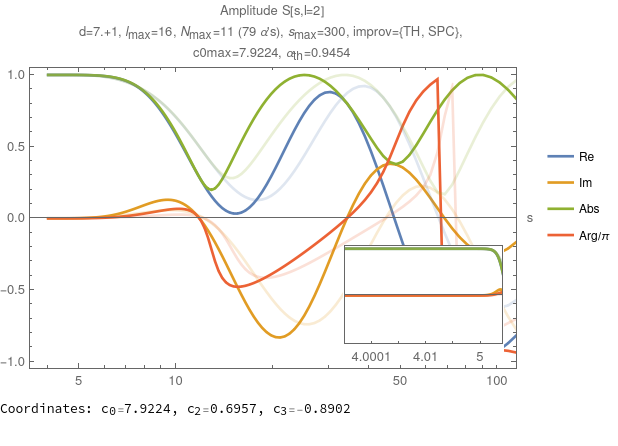 Amplitude S[s,l=2]
d=7.+1, lmax=16, Nmax=11 (79 α's), smax=300, improv={TH, SPC},
c0max=7.9224, αth=0.9454
1.0
0.5
0.0
−0.5
−1.0
5
10
50
100
s
Re
Im
Abs
Arg/π
4.0001
4.01
5
Coordinates: c0=7.9224, c2=0.6957, c3=-0.8902